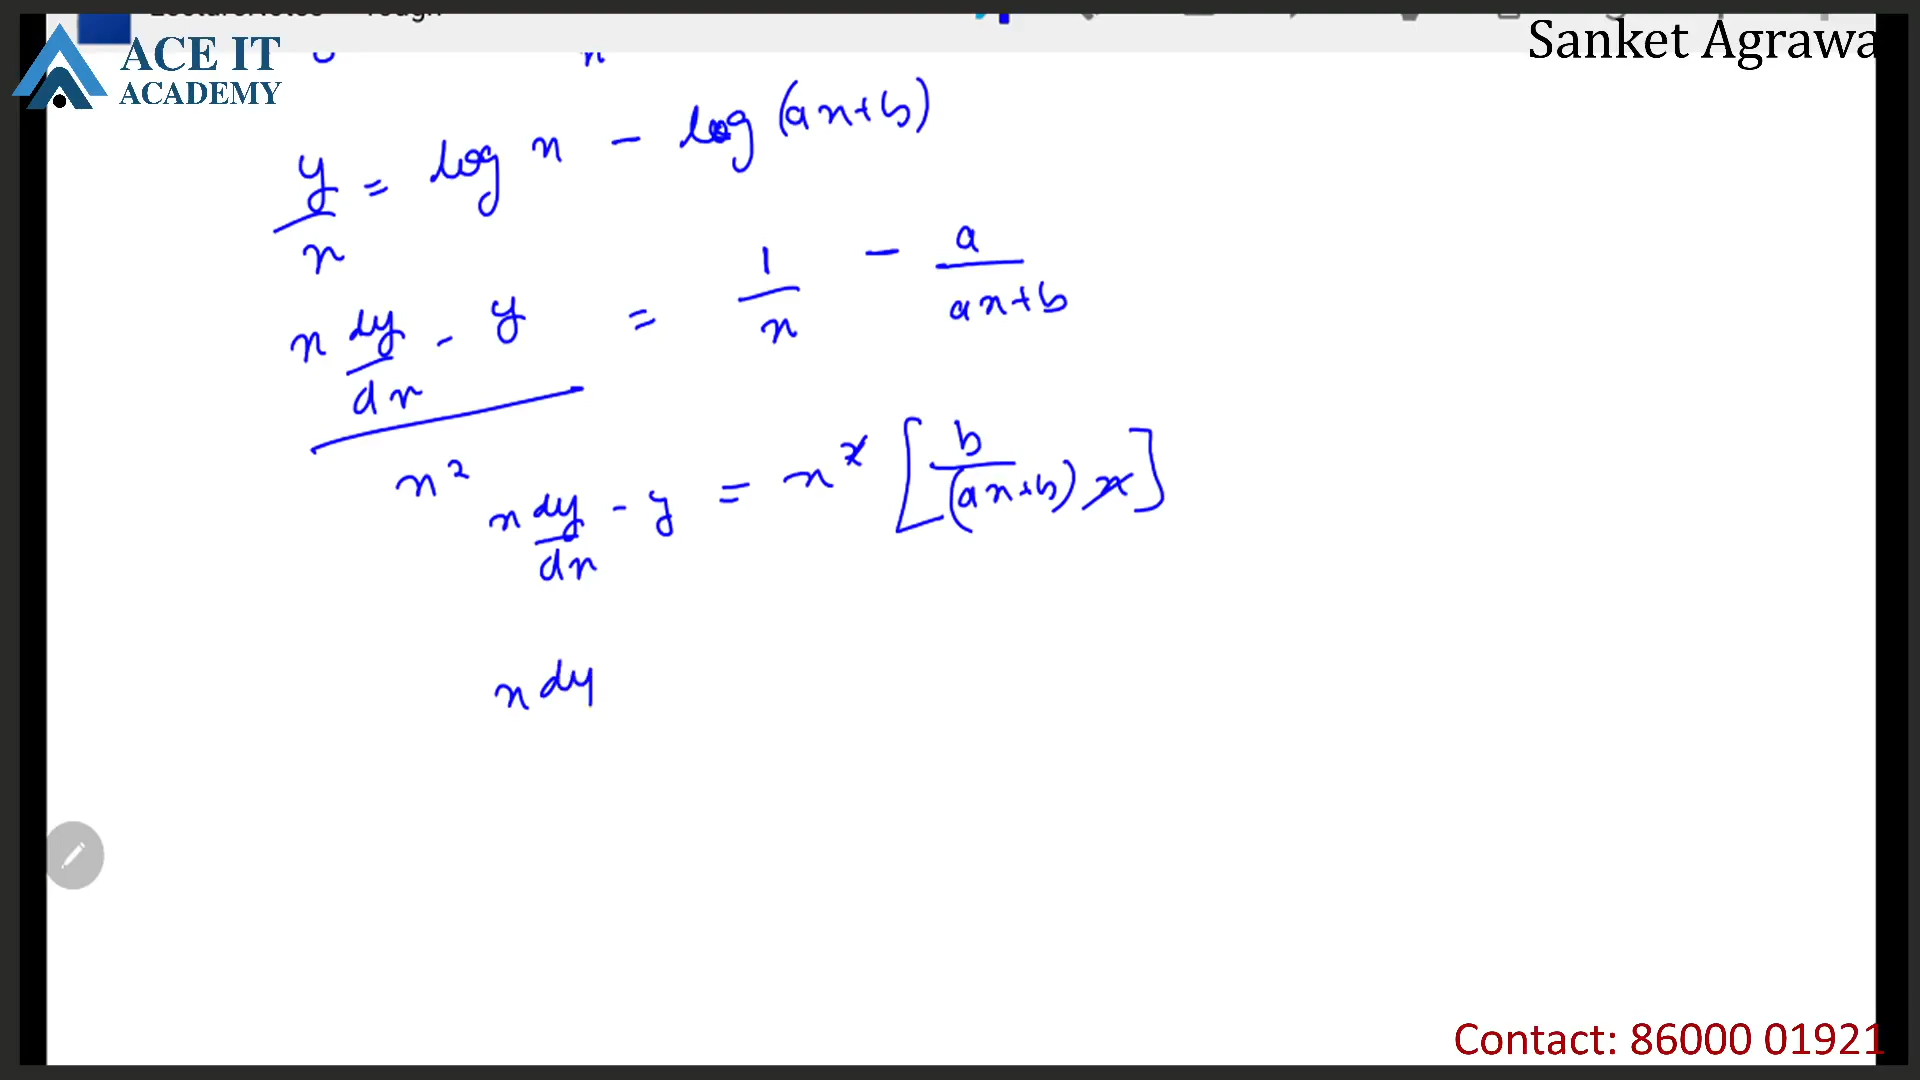 ACE IT
ACADEMY
Sanket Agrawa
y/x = log x - log (ax+b)
(x dy/dx - y)/x² = 1/x - a/(ax+b)
x dy/dx - y = x² [b/((ax+b) x)]
x dy
Contact: 86000 01921